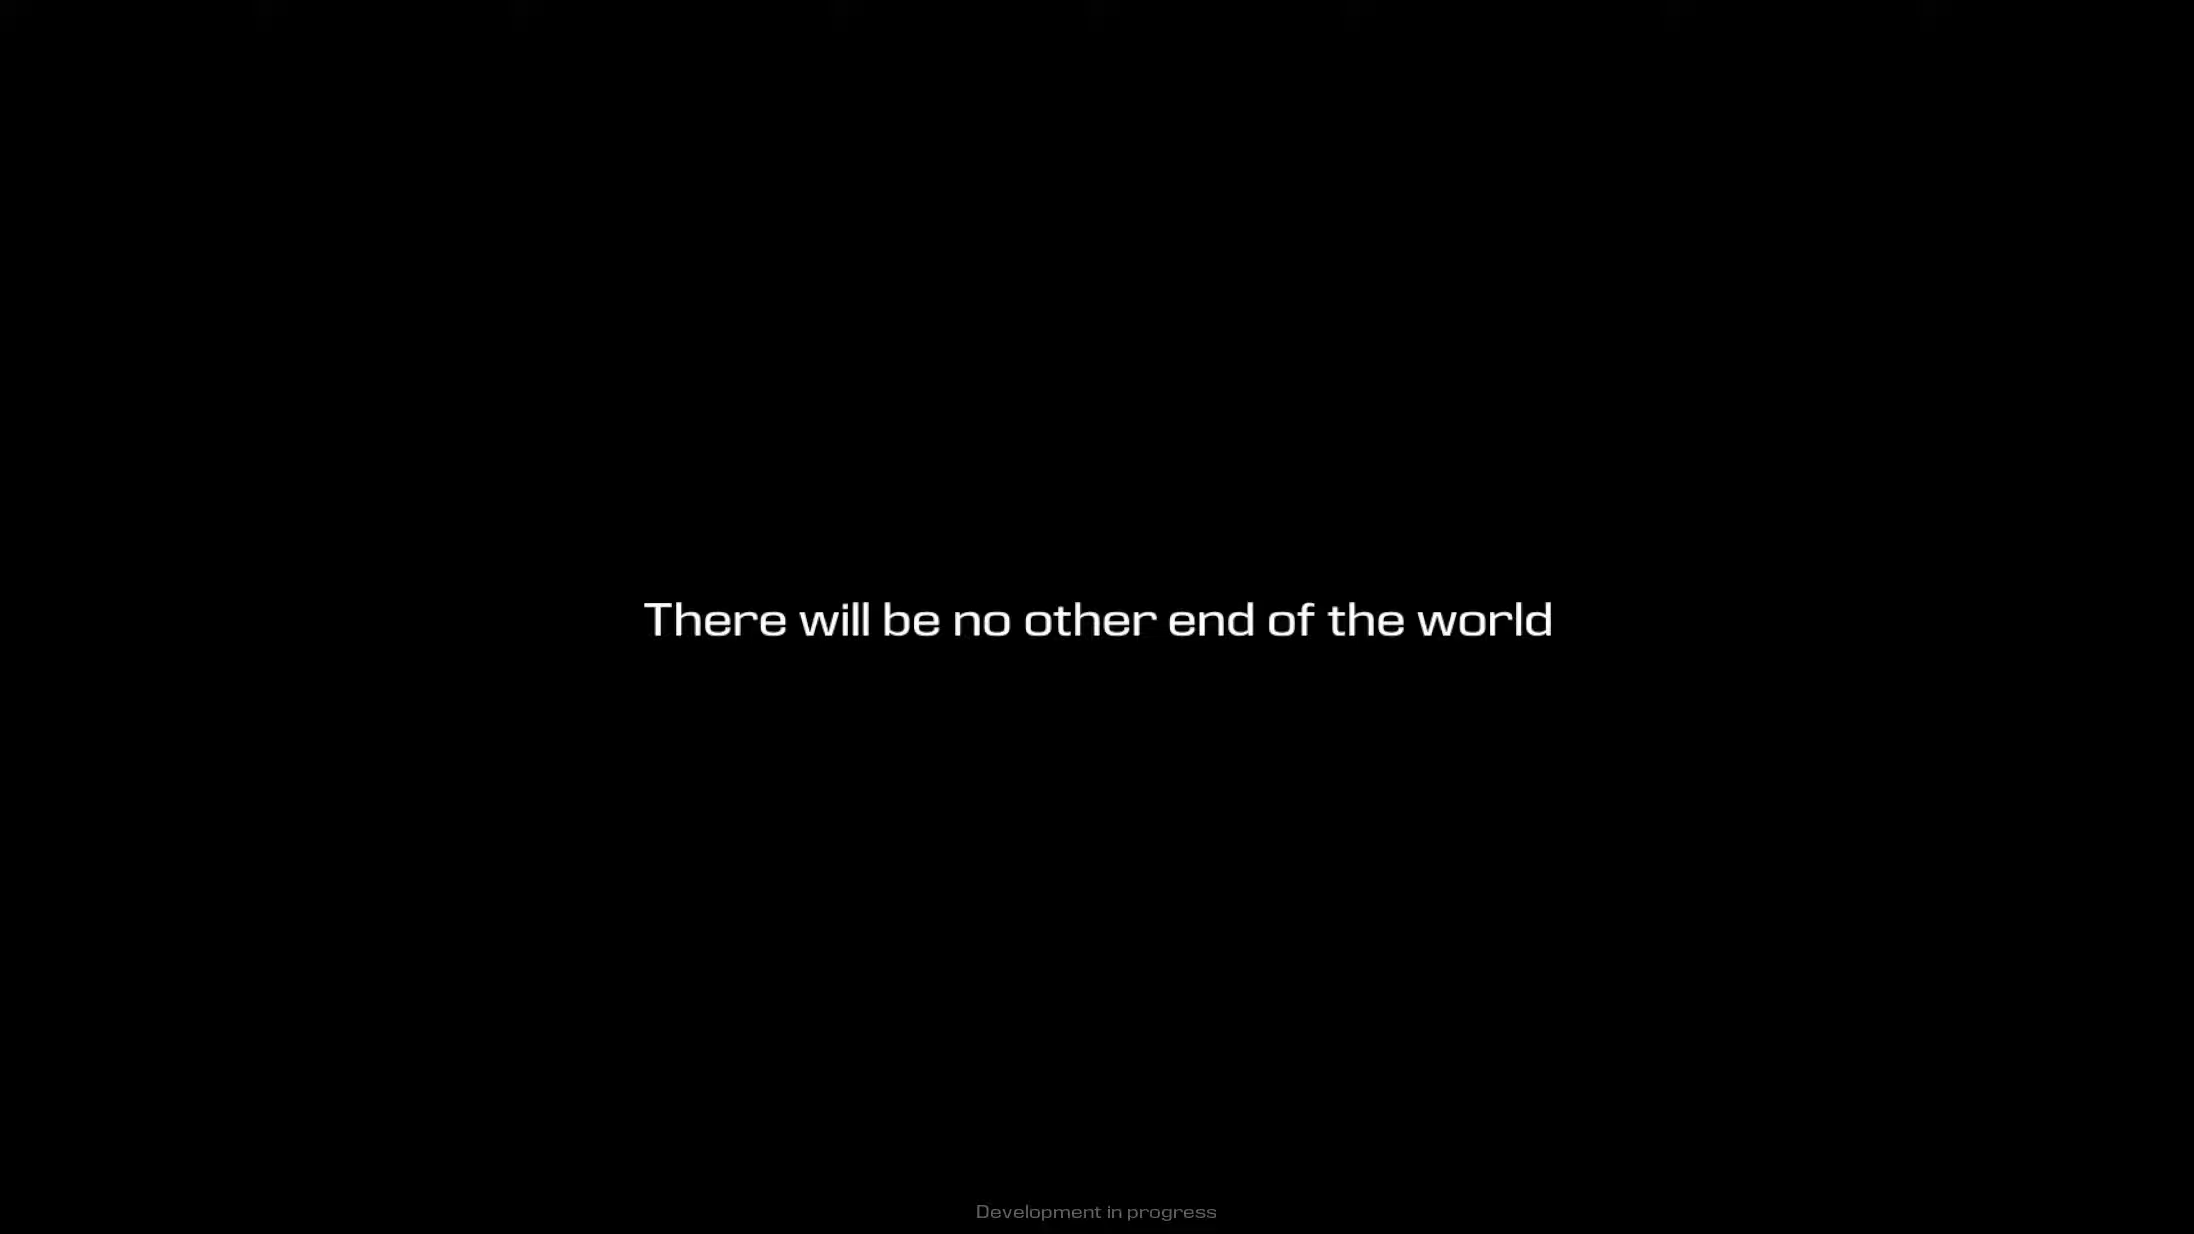 There will be no other end of the world
Development in progress